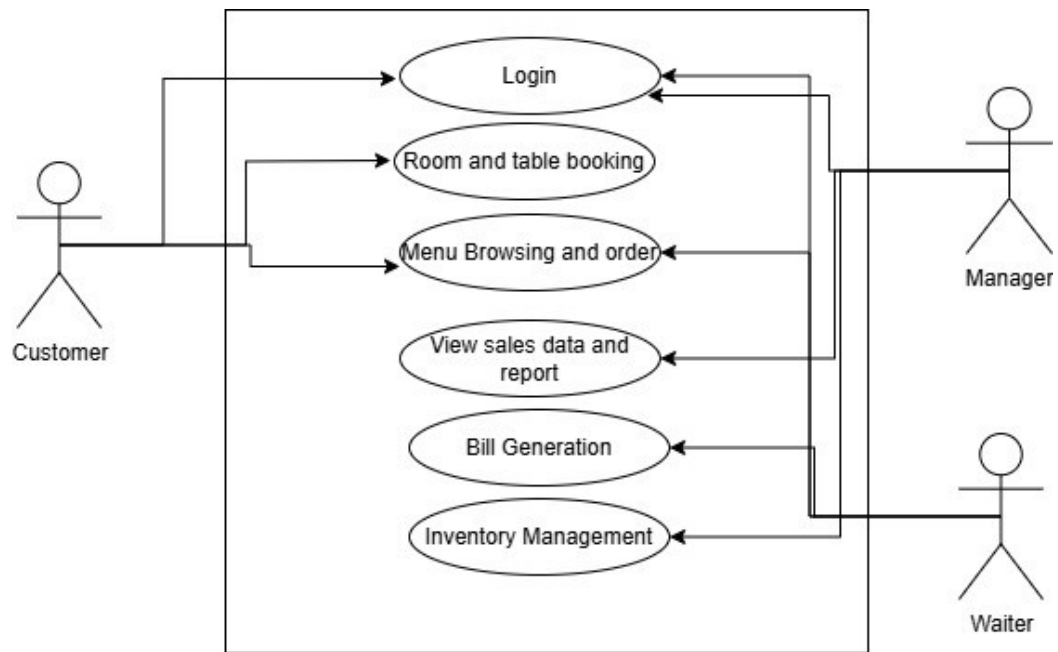 Login
Room and table booking
Menu Browsing and order
View sales data and
report
Bill Generation
Inventory Management
Customer
Manager
Waiter